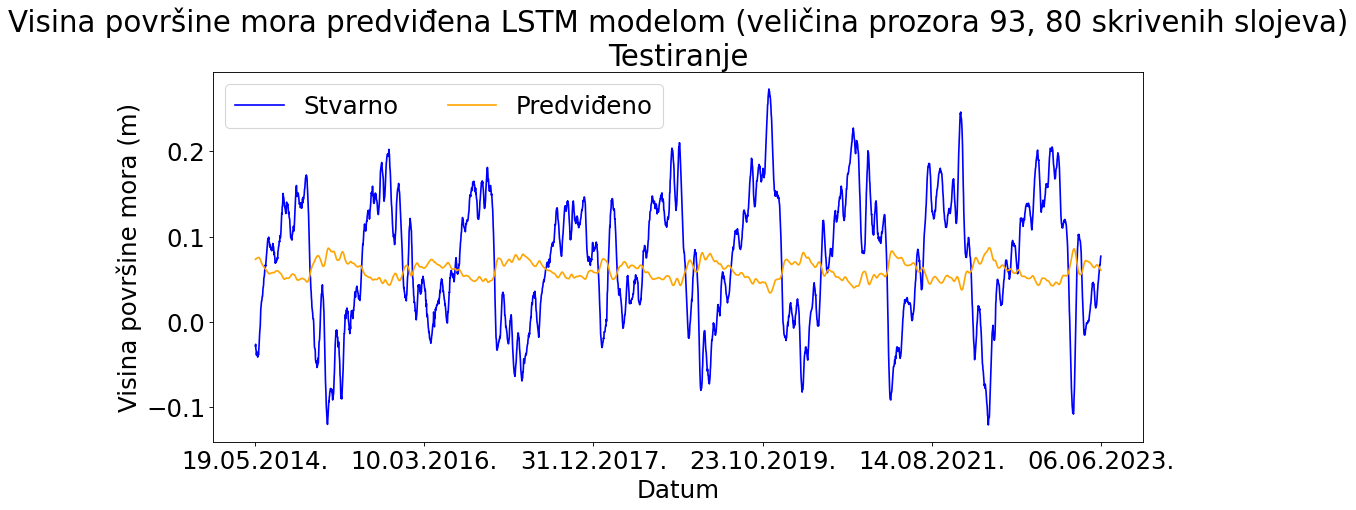 Visina površine mora predviđena LSTM modelom (veličina prozora 93, 80 skrivenih slojeva)
Testiranje
Stvarno
Predviđeno
Visina površine mora (m)
0.2
0.1
0.0
−0.1
19.05.2014.
10.03.2016.
31.12.2017.
23.10.2019.
14.08.2021.
06.06.2023.
Datum